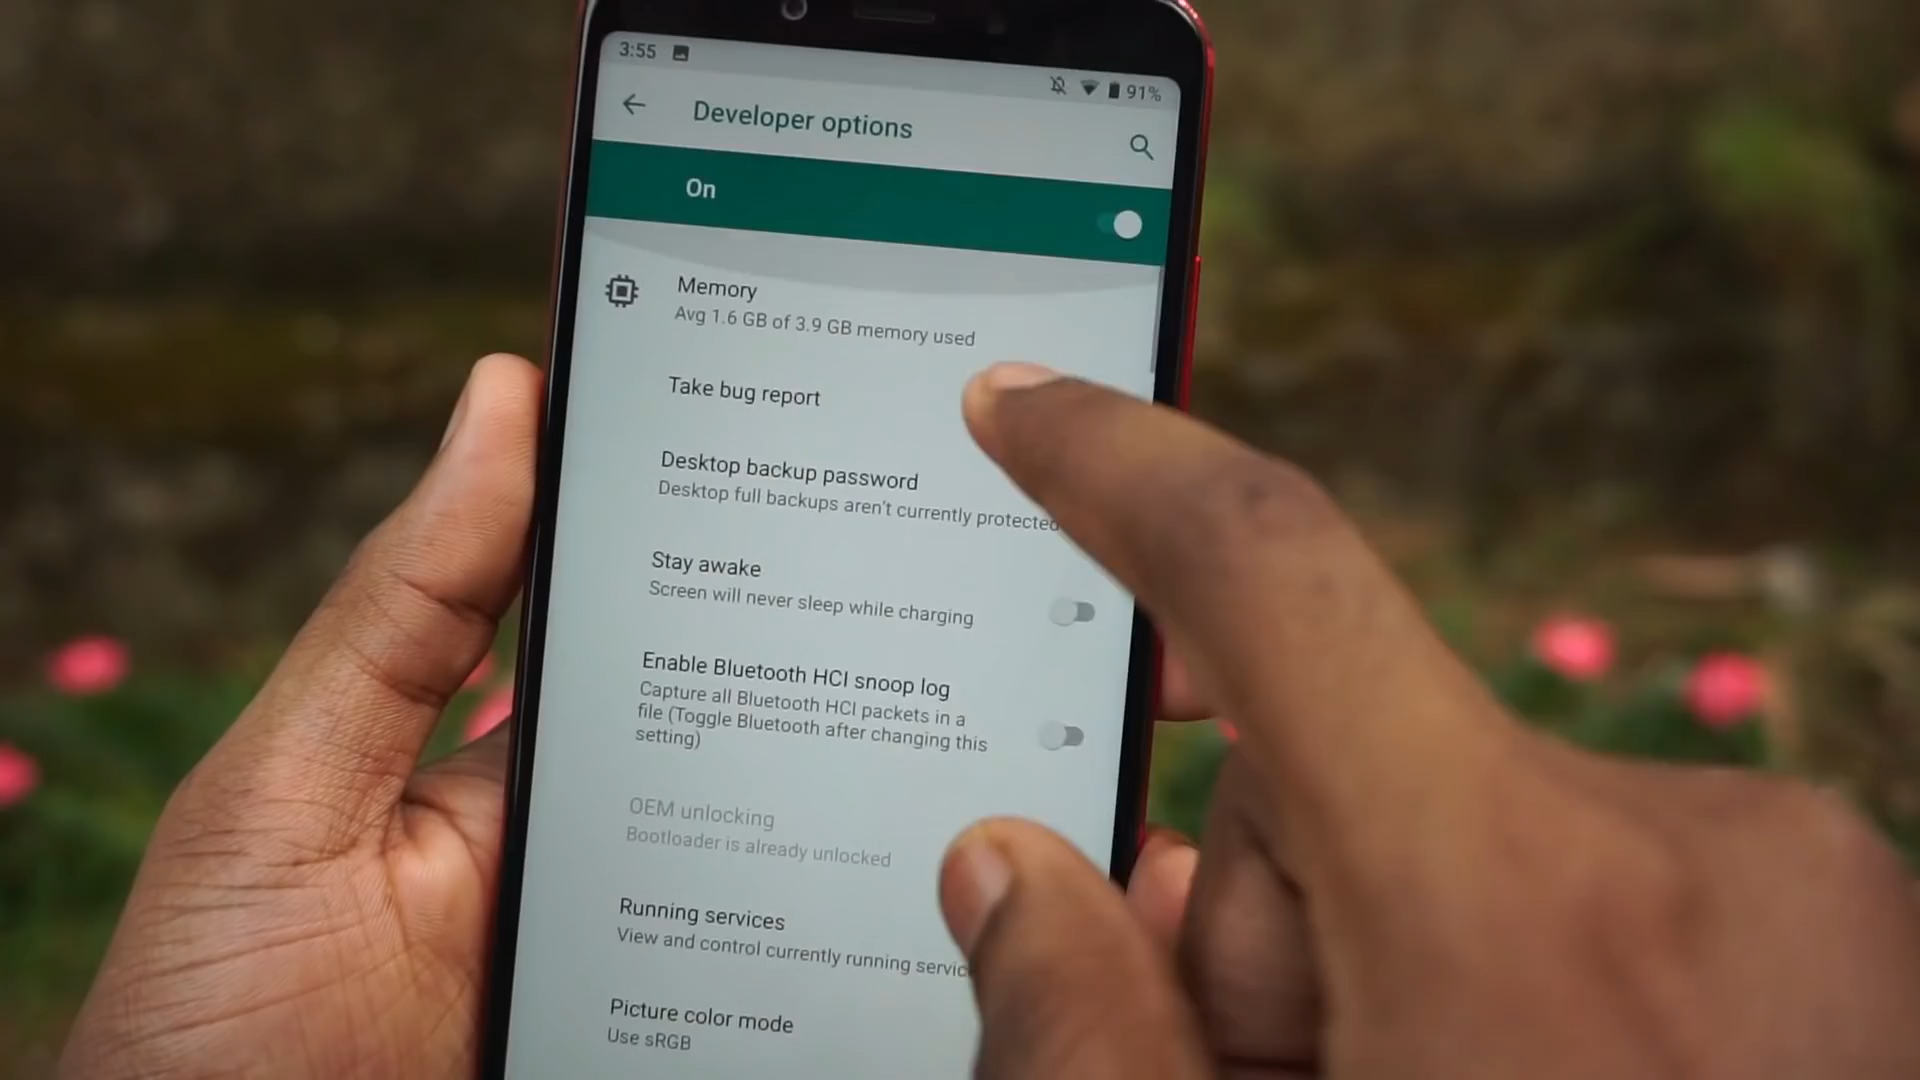 3:55
91%
Developer options
On
Memory
Avg 1.6 GB of 3.9 GB memory used
Take bug report
Desktop backup password
Desktop full backups aren't currently protected
Stay awake
Screen will never sleep while charging
Enable Bluetooth HCI snoop log
Capture all Bluetooth HCI packets in a
file (Toggle Bluetooth after changing this
setting)
OEM unlocking
Bootloader is already unlocked
Running services
View and control currently running servic
Picture color mode
Use sRGB